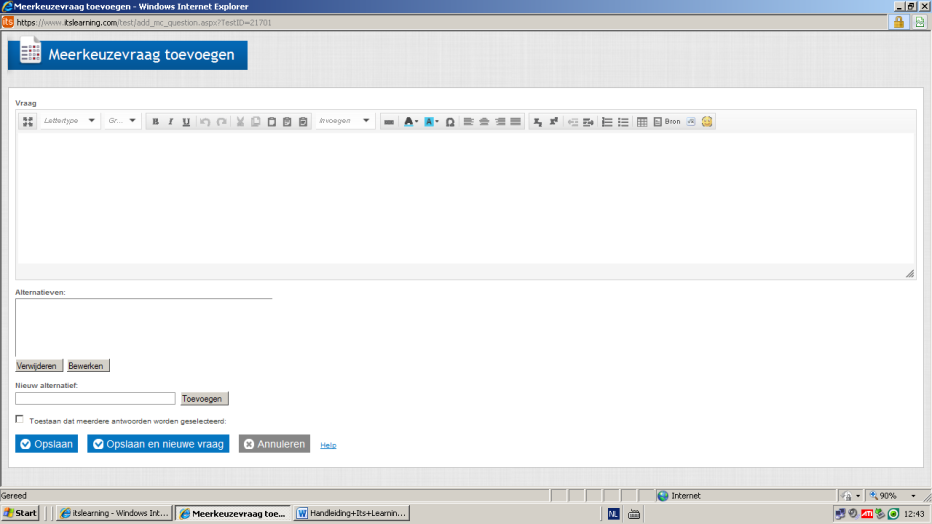 Meerkeuzevraag toevoegen - Windows Internet Explorer
its https://www.itslearning.com/test/add_mc_question.aspx?TestID=21701
Meerkeuzevraag toevoegen
Vraag
Lettertype Gr... B I U Invoegen A A Ω Bron
Alternatieven:
Verwijderen Bewerken
Nieuw alternatief:
Toevoegen
Toestaan dat meerdere antwoorden worden geselecteerd:
Opslaan Opslaan en nieuwe vraag Annuleren Help
Gereed Internet 90%
Start itslearning - Windows Int... Meerkeuzevraag toe... Handleiding+Its+Learnin... NL ATI 12:43